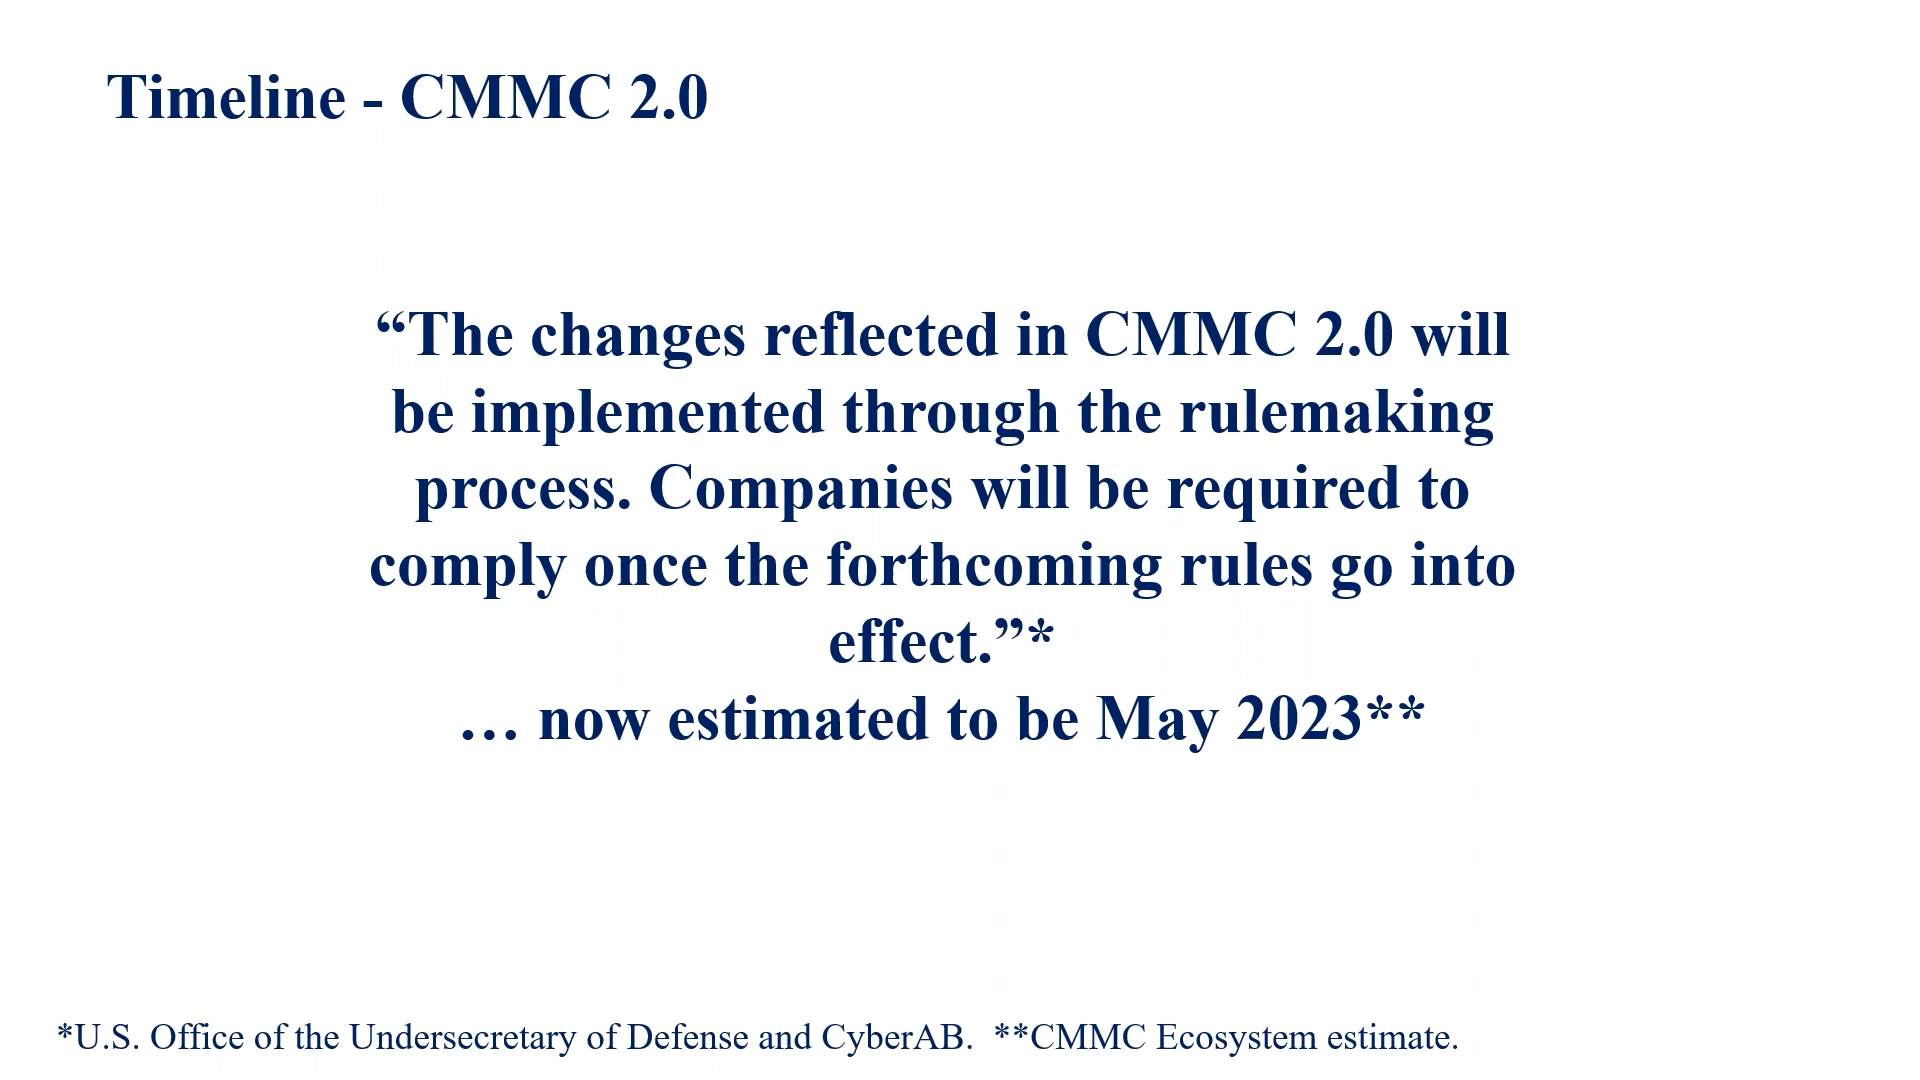 Timeline - CMMC 2.0
“The changes reflected in CMMC 2.0 will
be implemented through the rulemaking
process. Companies will be required to
comply once the forthcoming rules go into
effect.”*
… now estimated to be May 2023**
*U.S. Office of the Undersecretary of Defense and CyberAB.  **CMMC Ecosystem estimate.